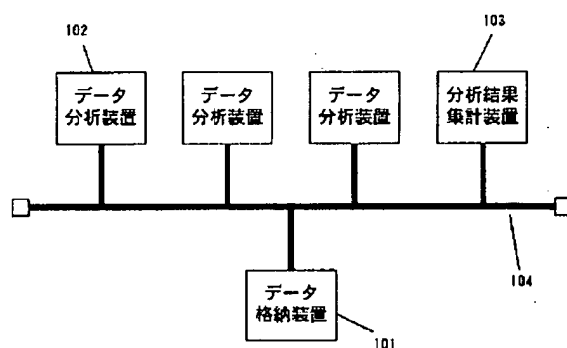 102
103
データ
分析装置
データ
分析装置
データ
分析装置
分析結果
集計装置
104
データ
格納装置
101